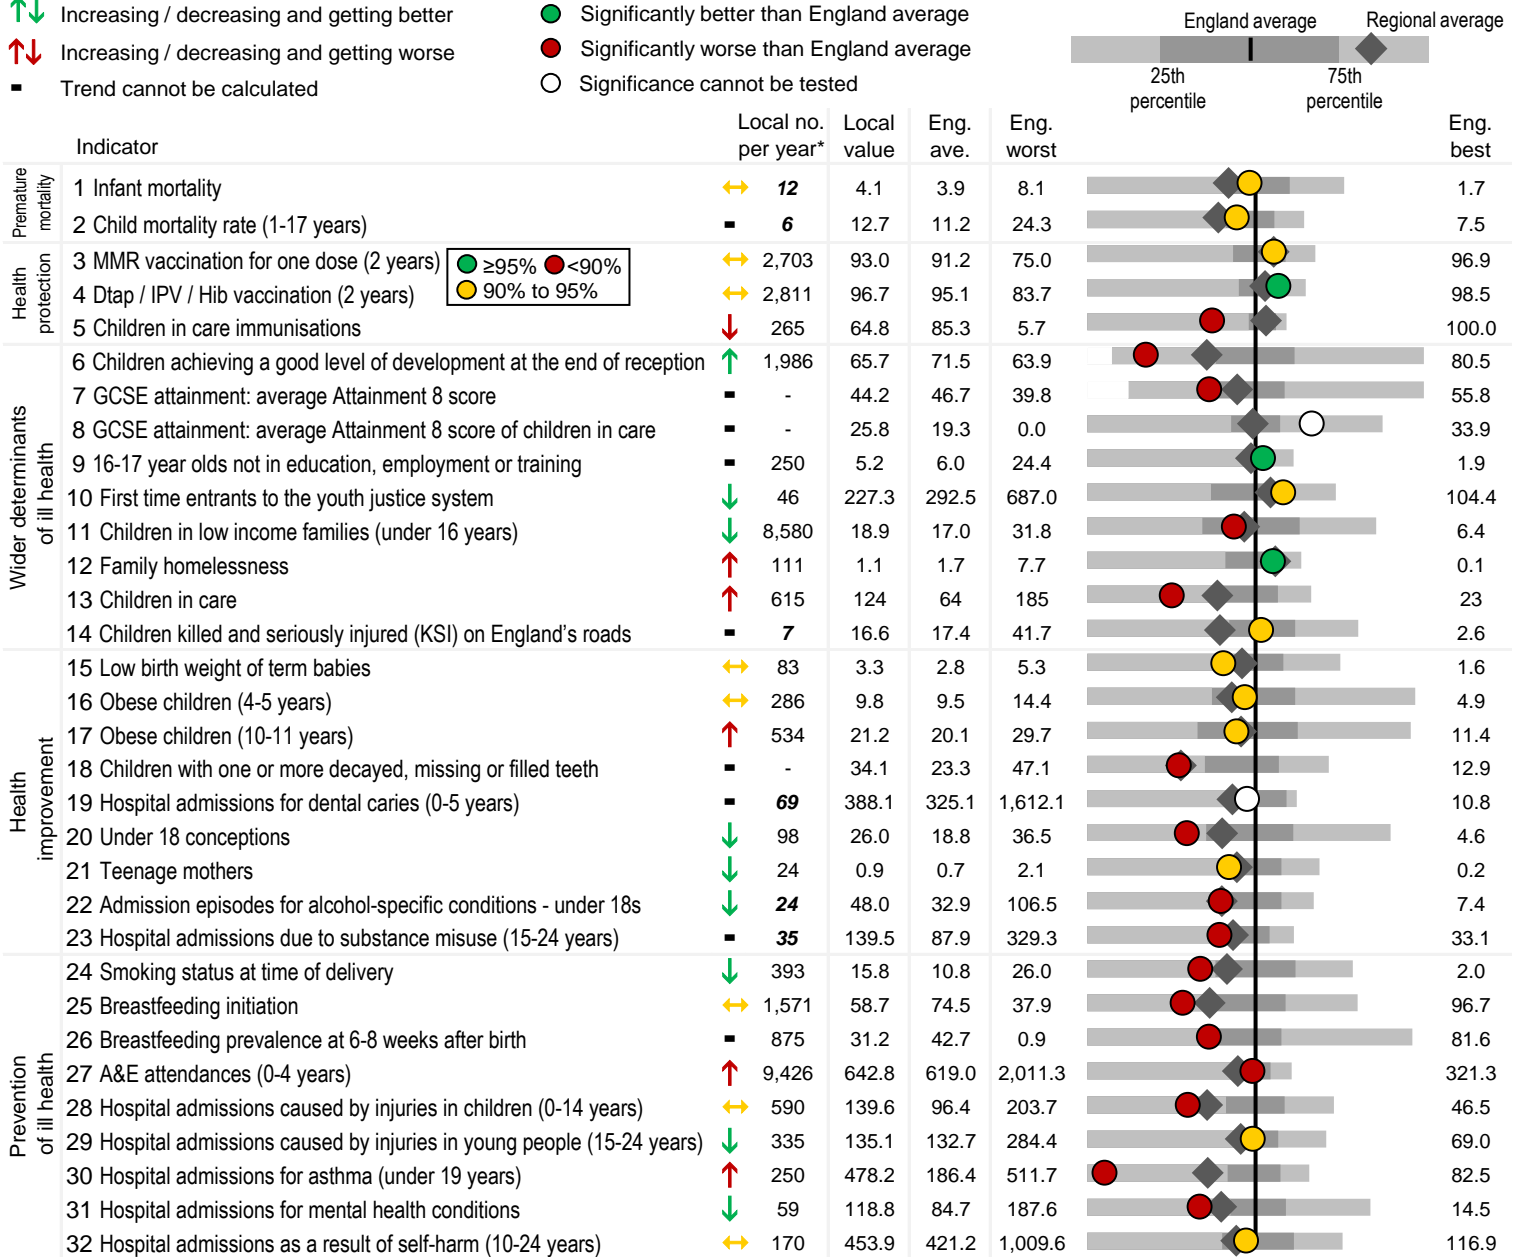 Increasing / decreasing and getting better
Significantly better than England average
England average Regional average
Increasing / decreasing and getting worse
Significantly worse than England average
Trend cannot be calculated
Significance cannot be tested
25th percentile
75th percentile
Indicator Local no. per year* Local value Eng. ave. Eng. worst Eng. best
Premature mortality
1 Infant mortality 12 4.1 3.9 8.1 1.7
2 Child mortality rate (1-17 years) 6 12.7 11.2 24.3 7.5
Health protection
3 MMR vaccination for one dose (2 years) 2,703 93.0 91.2 75.0 96.9
≥95% <90%
90% to 95%
4 Dtap / IPV / Hib vaccination (2 years) 2,811 96.7 95.1 83.7 98.5
5 Children in care immunisations 265 64.8 85.3 5.7 100.0
Wider determinants of ill health
6 Children achieving a good level of development at the end of reception 1,986 65.7 71.5 63.9 80.5
7 GCSE attainment: average Attainment 8 score - 44.2 46.7 39.8 55.8
8 GCSE attainment: average Attainment 8 score of children in care - 25.8 19.3 0.0 33.9
9 16-17 year olds not in education, employment or training 250 5.2 6.0 24.4 1.9
10 First time entrants to the youth justice system 46 227.3 292.5 687.0 104.4
11 Children in low income families (under 16 years) 8,580 18.9 17.0 31.8 6.4
12 Family homelessness 111 1.1 1.7 7.7 0.1
13 Children in care 615 124 64 185 23
14 Children killed and seriously injured (KSI) on England's roads 7 16.6 17.4 41.7 2.6
Health improvement
15 Low birth weight of term babies 83 3.3 2.8 5.3 1.6
16 Obese children (4-5 years) 286 9.8 9.5 14.4 4.9
17 Obese children (10-11 years) 534 21.2 20.1 29.7 11.4
18 Children with one or more decayed, missing or filled teeth - 34.1 23.3 47.1 12.9
19 Hospital admissions for dental caries (0-5 years) 69 388.1 325.1 1,612.1 10.8
20 Under 18 conceptions 98 26.0 18.8 36.5 4.6
21 Teenage mothers 24 0.9 0.7 2.1 0.2
22 Admission episodes for alcohol-specific conditions - under 18s 24 48.0 32.9 106.5 7.4
23 Hospital admissions due to substance misuse (15-24 years) 35 139.5 87.9 329.3 33.1
Prevention of ill health
24 Smoking status at time of delivery 393 15.8 10.8 26.0 2.0
25 Breastfeeding initiation 1,571 58.7 74.5 37.9 96.7
26 Breastfeeding prevalence at 6-8 weeks after birth 875 31.2 42.7 0.9 81.6
27 A&E attendances (0-4 years) 9,426 642.8 619.0 2,011.3 321.3
28 Hospital admissions caused by injuries in children (0-14 years) 590 139.6 96.4 203.7 46.5
29 Hospital admissions caused by injuries in young people (15-24 years) 335 135.1 132.7 284.4 69.0
30 Hospital admissions for asthma (under 19 years) 250 478.2 186.4 511.7 82.5
31 Hospital admissions for mental health conditions 59 118.8 84.7 187.6 14.5
32 Hospital admissions as a result of self-harm (10-24 years) 170 453.9 421.2 1,009.6 116.9